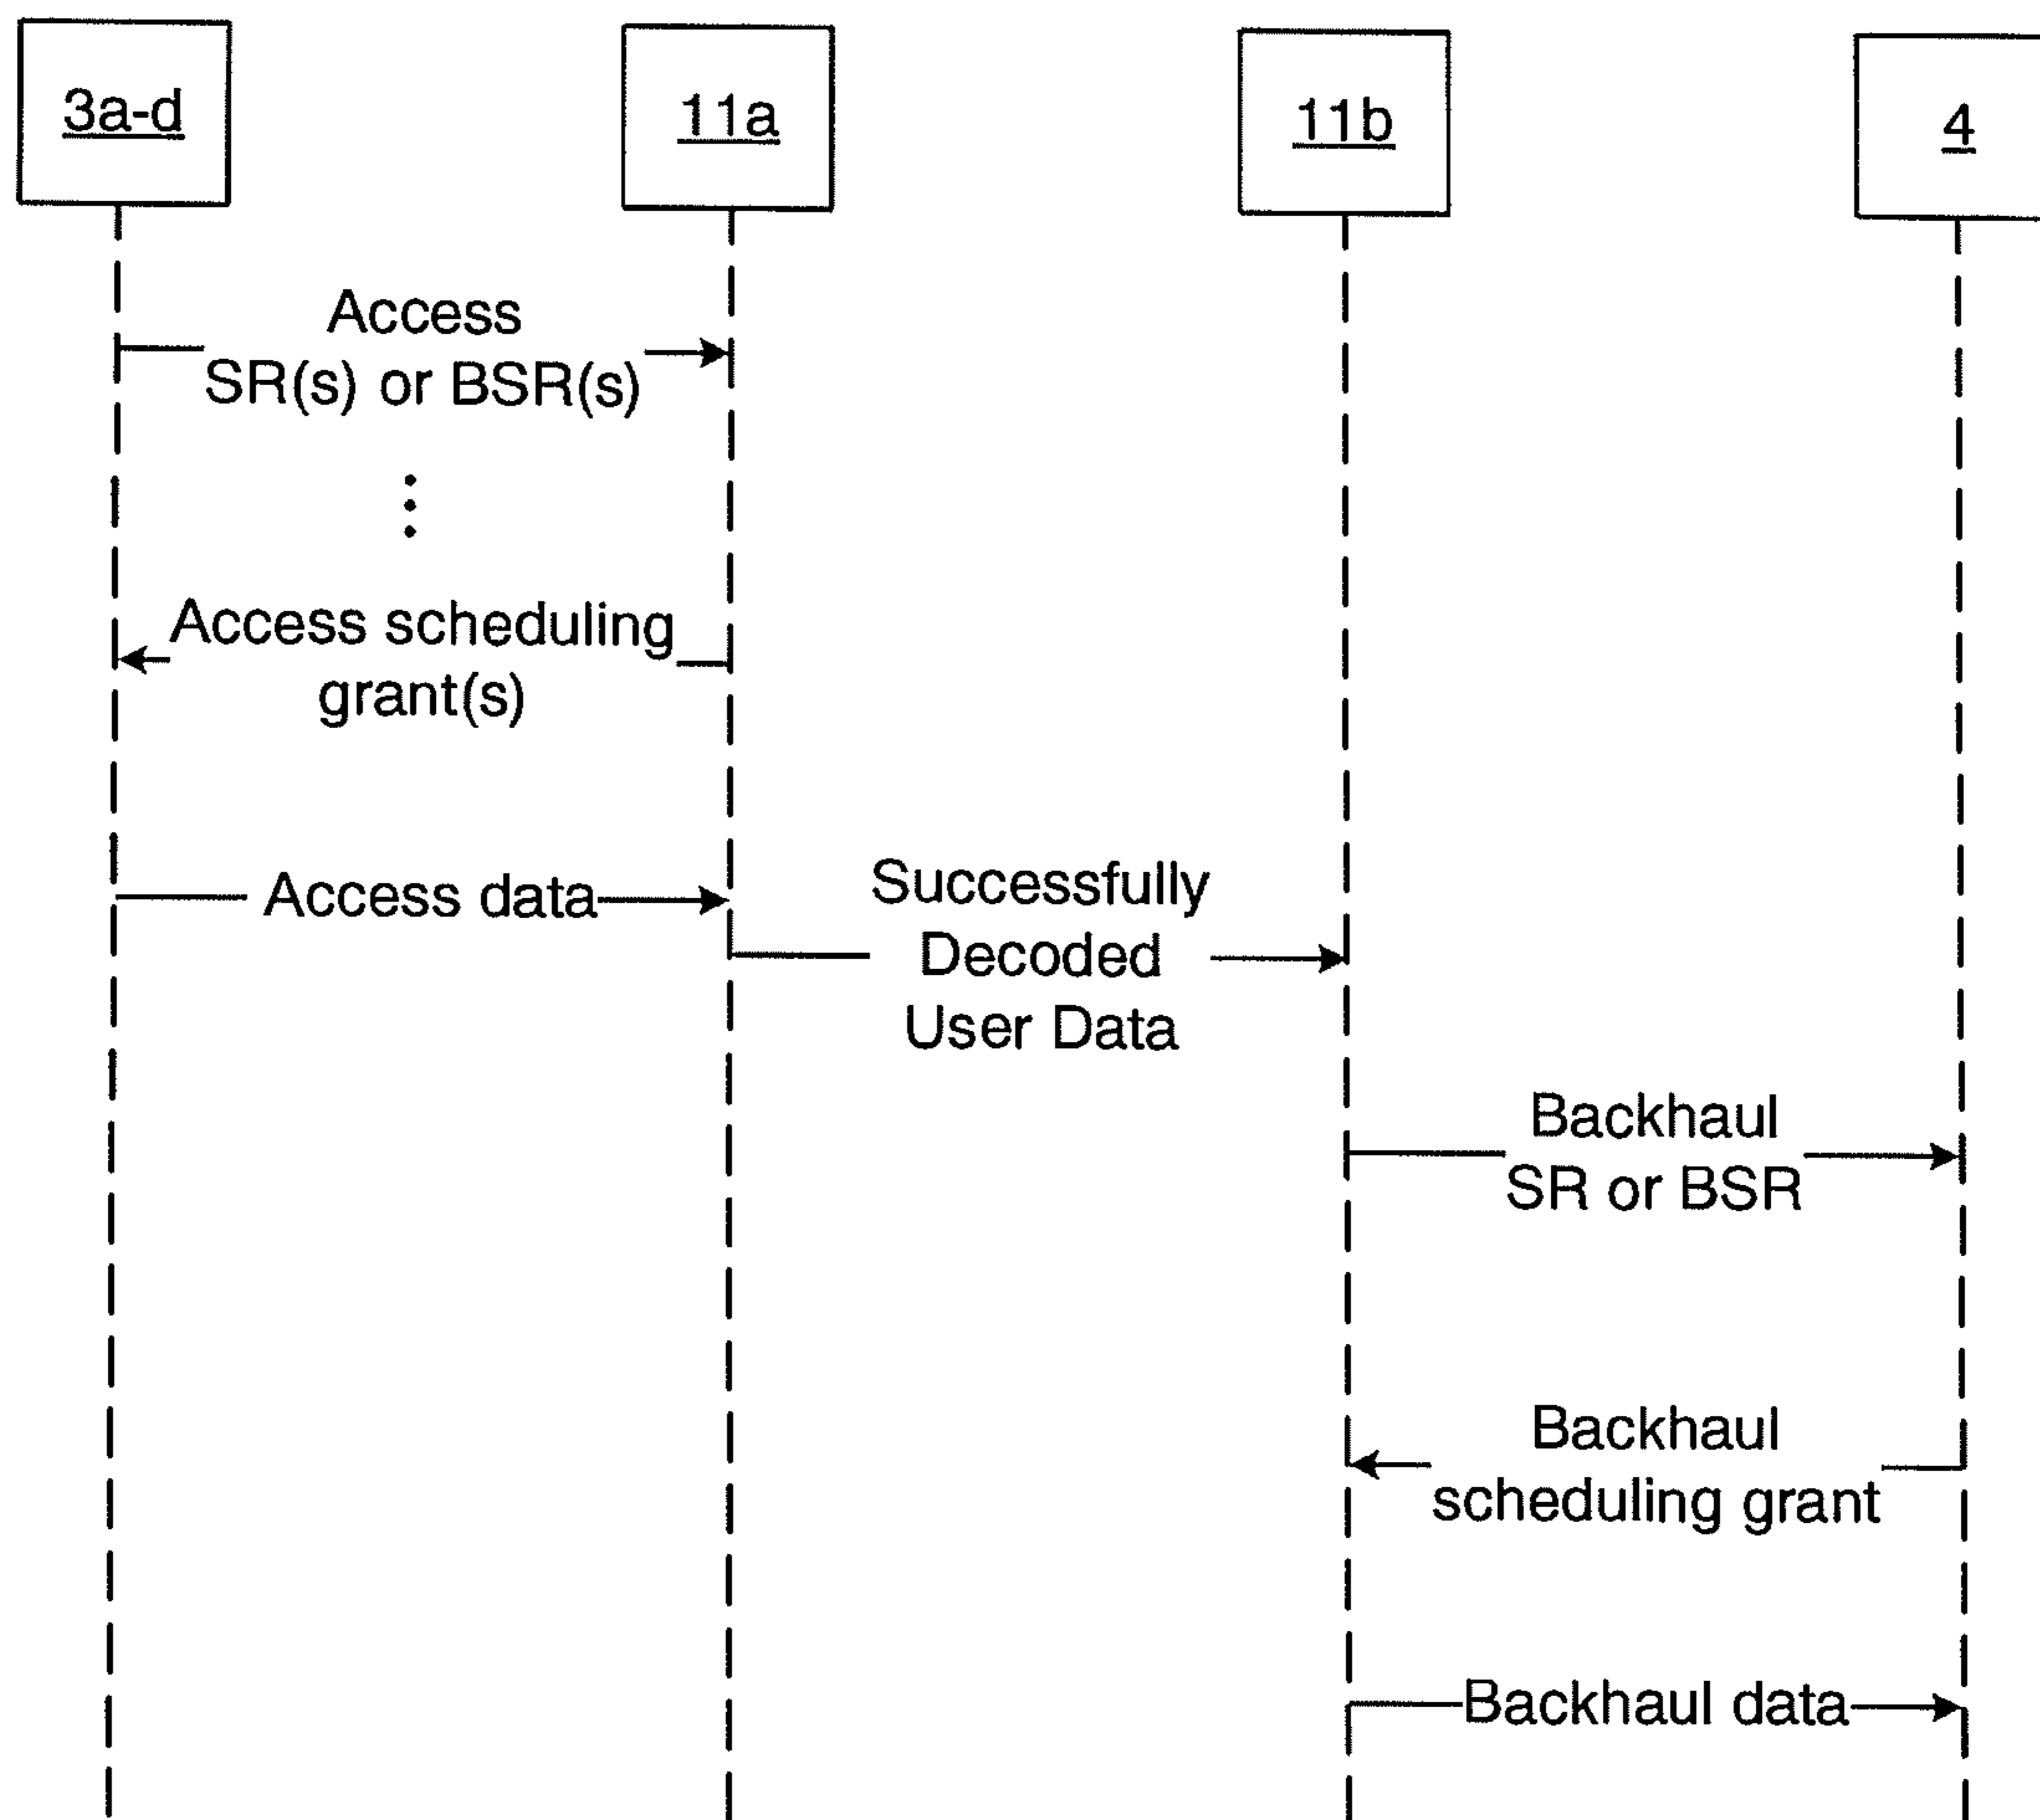 3a-d
11a
11b
4
Access
SR(s) or BSR(s)
Access scheduling
grant(s)
Access data
Successfully
Decoded
User Data
Backhaul
SR or BSR
Backhaul
scheduling grant
Backhaul data